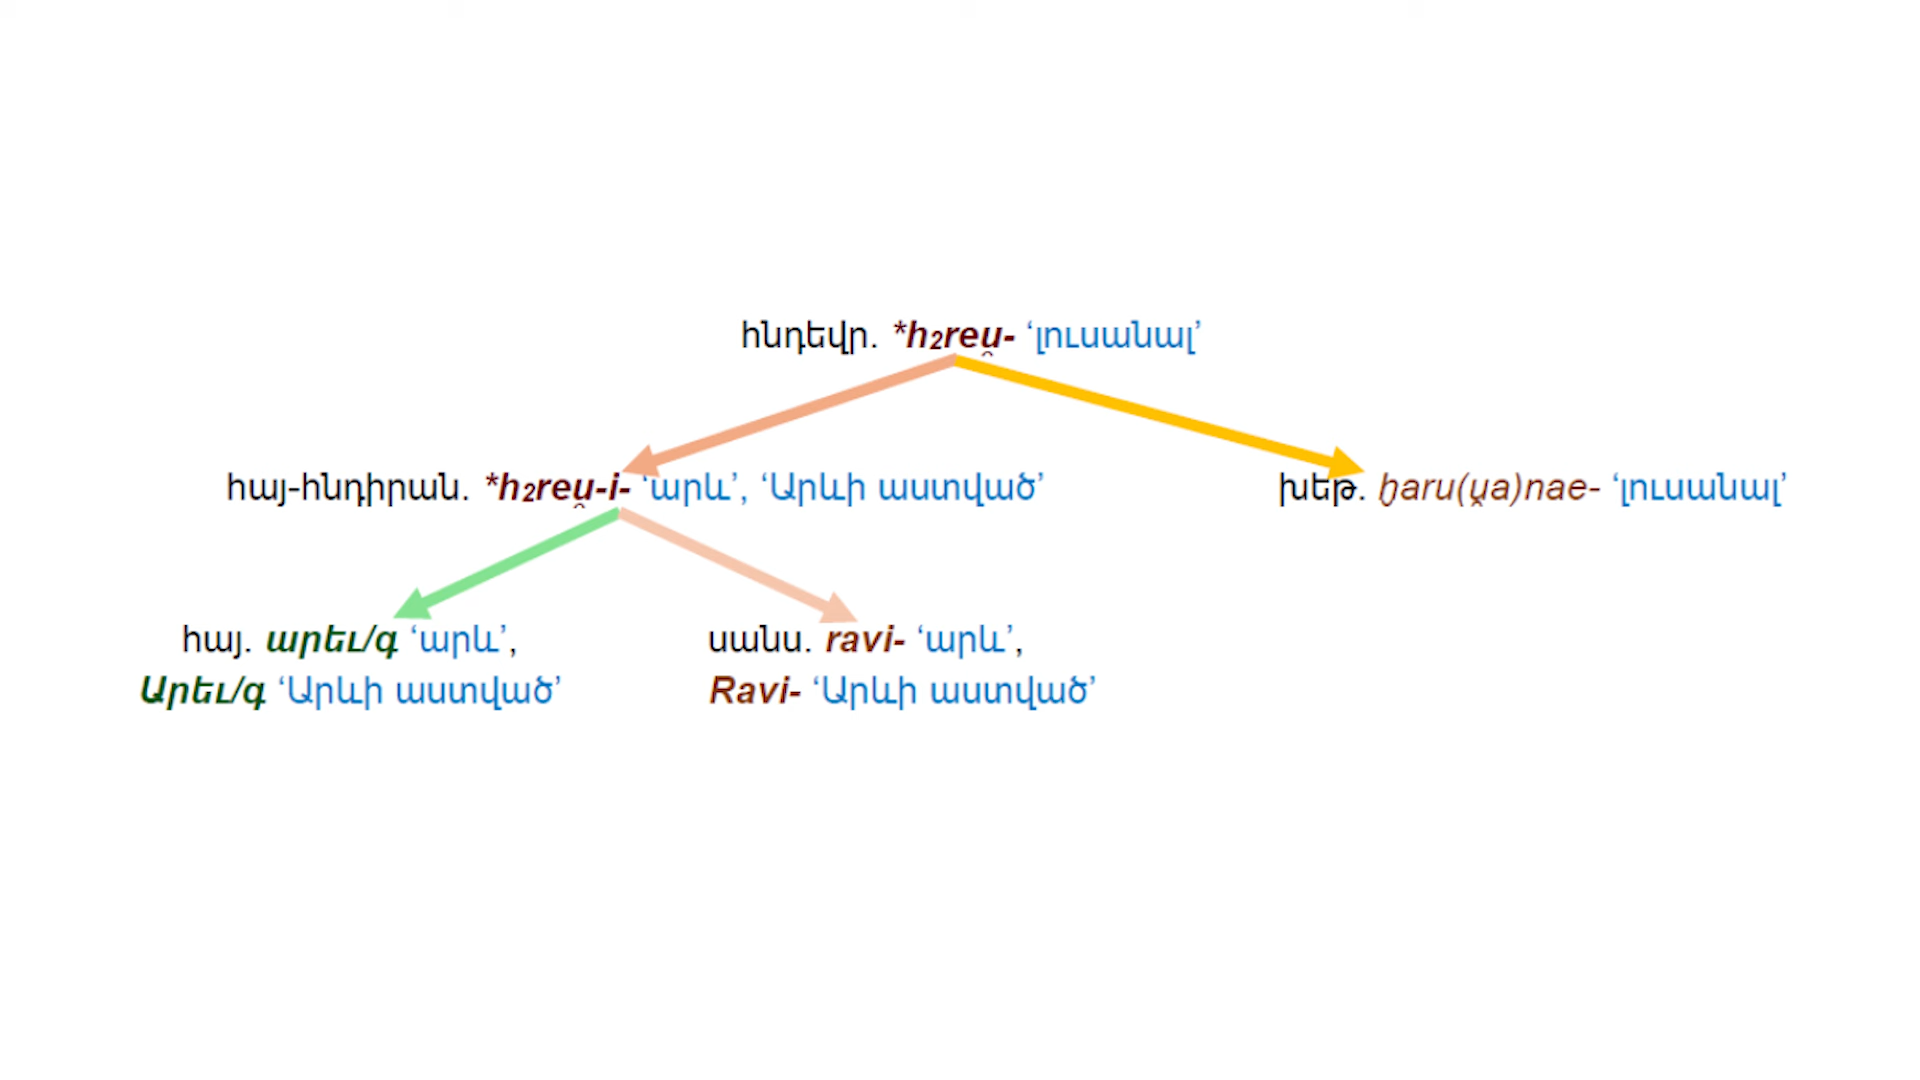 հնդեվր. *h₂reu̯- ‘լուսանալ’
հայ-հնդիրան. *h₂reu̯-i- ‘արև’, ‘Արևի աստված’
խեթ. ḫaru(u̯a)nae- ‘լուսանալ’
հայ. արեւ/գ ‘արև’,
Արեւ/գ ‘Արևի աստված’
սանս. ravi- ‘արև’,
Ravi- ‘Արևի աստված’